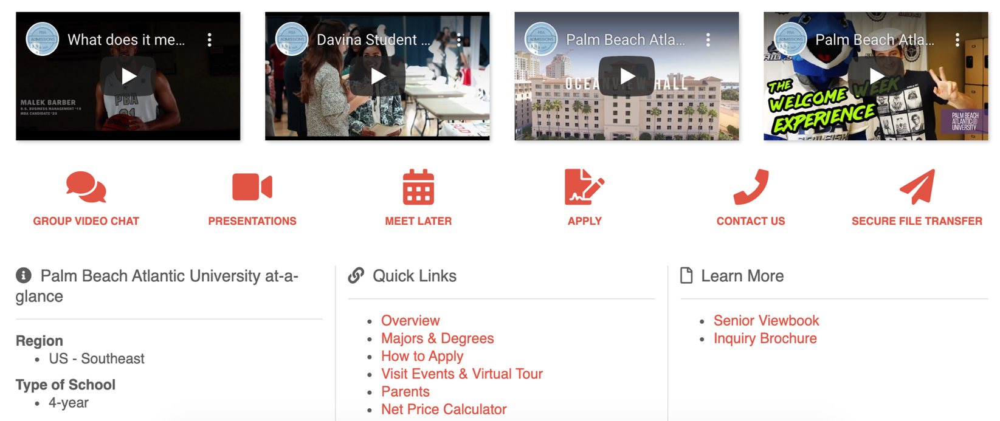 What does it me...
Davina Student ...
Palm Beach Atla...
Palm Beach Atla...
PBA
ADMISSIONS
PBA
ADMISSIONS
PBA
ADMISSIONS
PBA
ADMISSIONS
PBA
MALEK BARBER
B.S. BUSINESS MANAGEMENT '19
MBA CANDIDATE '20
OCEANVIEW HALL
THE
WELCOME WEEK
EXPERIENCE
PALM BEACH
ATLANTIC
UNIVERSITY
GROUP VIDEO CHAT
PRESENTATIONS
MEET LATER
APPLY
CONTACT US
SECURE FILE TRANSFER
Palm Beach Atlantic University at-a-
glance
Region
US - Southeast
Type of School
4-year
Quick Links
Overview
Majors & Degrees
How to Apply
Visit Events & Virtual Tour
Parents
Net Price Calculator
Learn More
Senior Viewbook
Inquiry Brochure